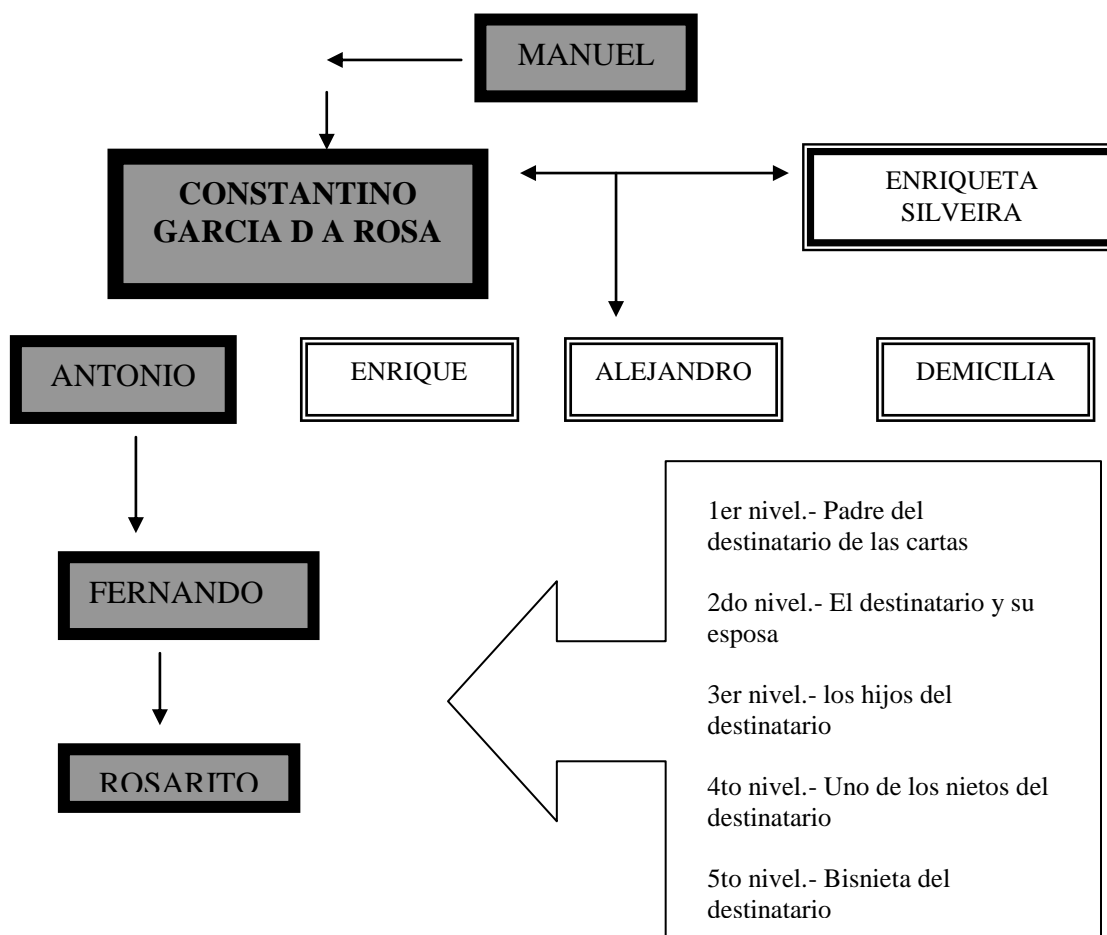 MANUEL
CONSTANTINO
GARCIA D A ROSA
ENRIQUETA
SILVEIRA
ANTONIO
ENRIQUE
ALEJANDRO
DEMICILIA
FERNANDO
ROSARITO
1er nivel.- Padre del
destinatario de las cartas
2do nivel.- El destinatario y su
esposa
3er nivel.- los hijos del
destinatario
4to nivel.- Uno de los nietos del
destinatario
5to nivel.- Bisnieta del
destinatario